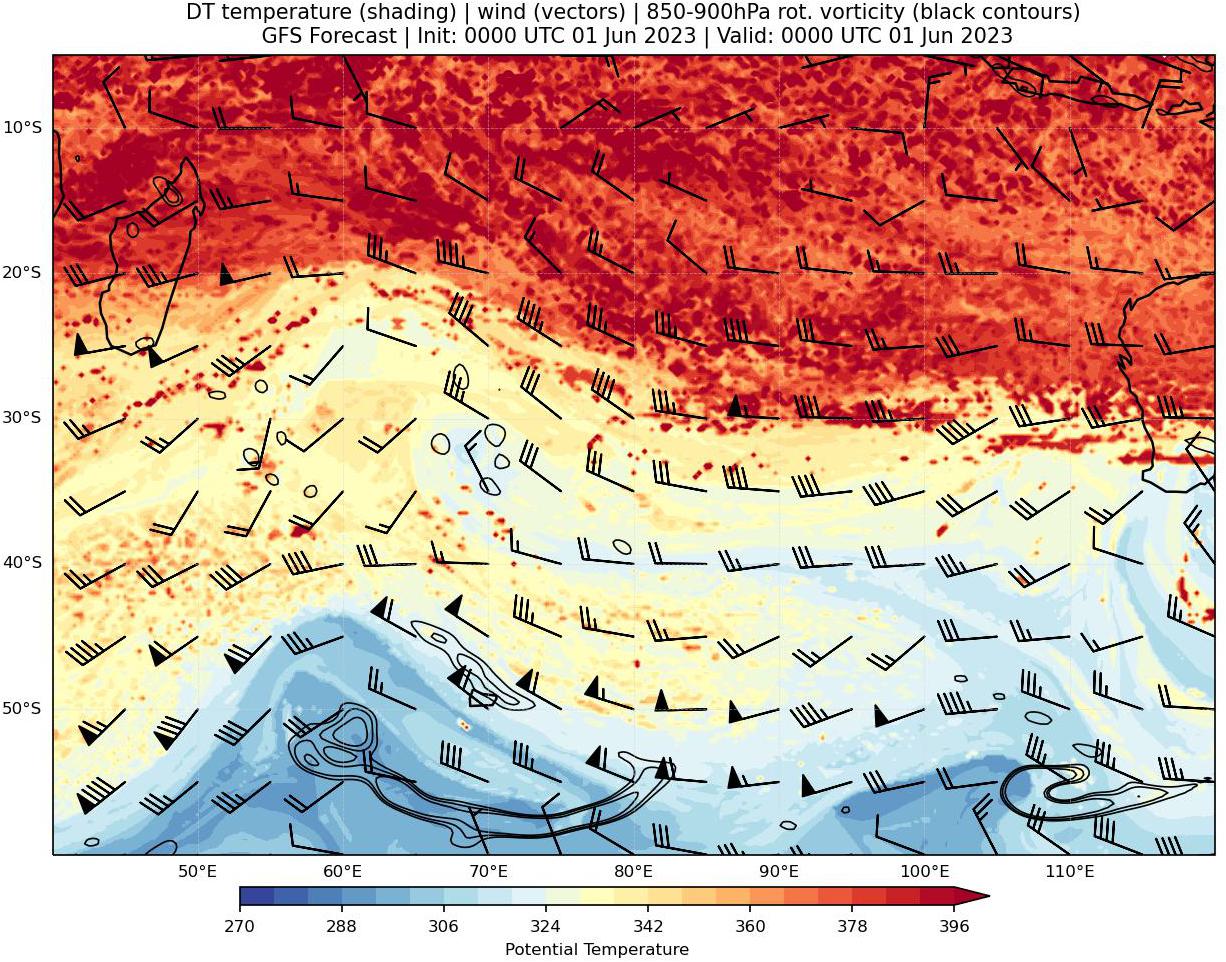 DT temperature (shading) | wind (vectors) | 850-900hPa rot. vorticity (black contours)
GFS Forecast | Init: 0000 UTC 01 Jun 2023 | Valid: 0000 UTC 01 Jun 2023
10°S
20°S
30°S
40°S
50°S
50°E 60°E 70°E 80°E 90°E 100°E 110°E
270 288 306 324 342 360 378 396
Potential Temperature